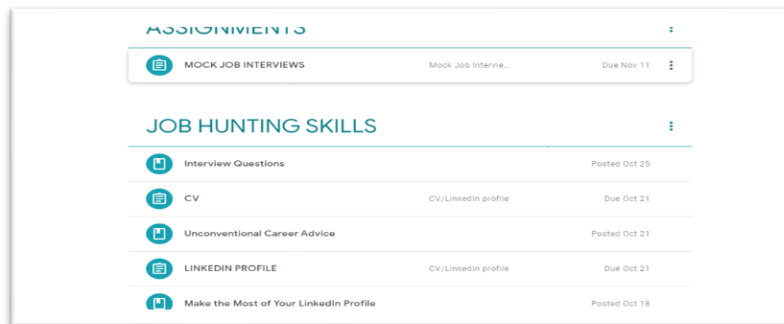 ASSIGNMENTS
MOCK JOB INTERVIEWS Mock Job Intervie... Due Nov 11
JOB HUNTING SKILLS
Interview Questions Posted Oct 25
CV CV/LinkedIn profile Due Oct 21
Unconventional Career Advice Posted Oct 21
LINKEDIN PROFILE CV/LinkedIn profile Due Oct 21
Make the Most of Your LinkedIn Profile Posted Oct 18